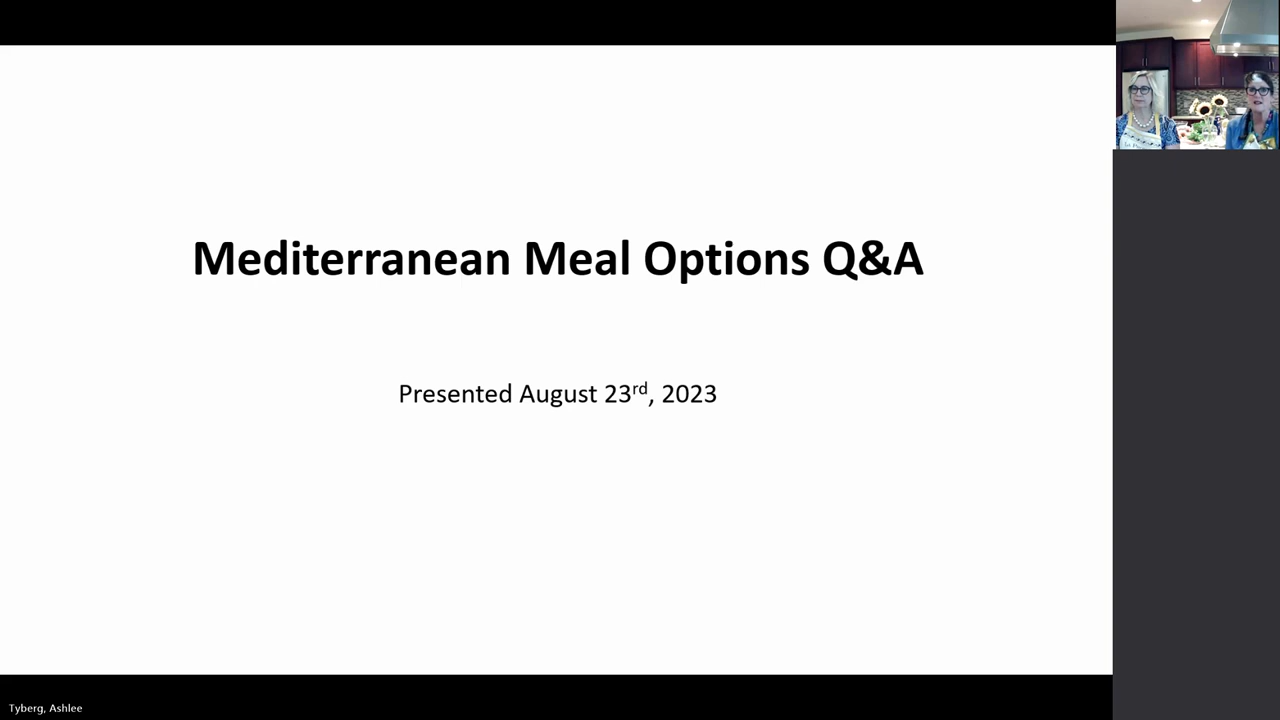 Mediterranean Meal Options Q&A
Presented August 23rd, 2023
Tyberg, Ashlee